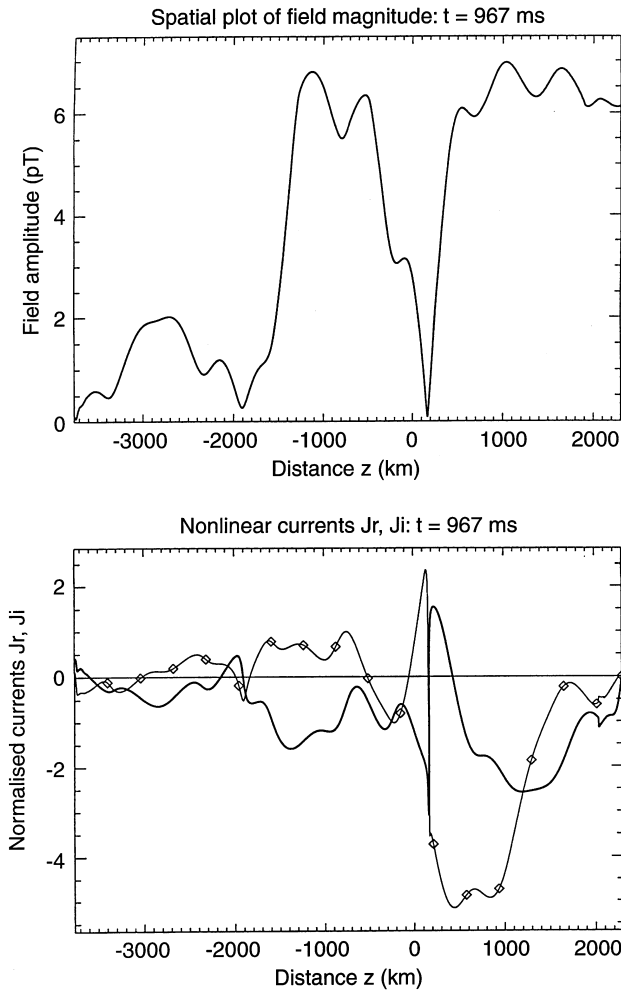 Spatial plot of field magnitude: t = 967 ms
Field amplitude (pT)
6
4
2
0
-3000 -2000 -1000 0 1000 2000
Distance z (km)
Nonlinear currents Jr, Ji: t = 967 ms
Normalised currents Jr, Ji
2
0
-2
-4
-3000 -2000 -1000 0 1000 2000
Distance z (km)